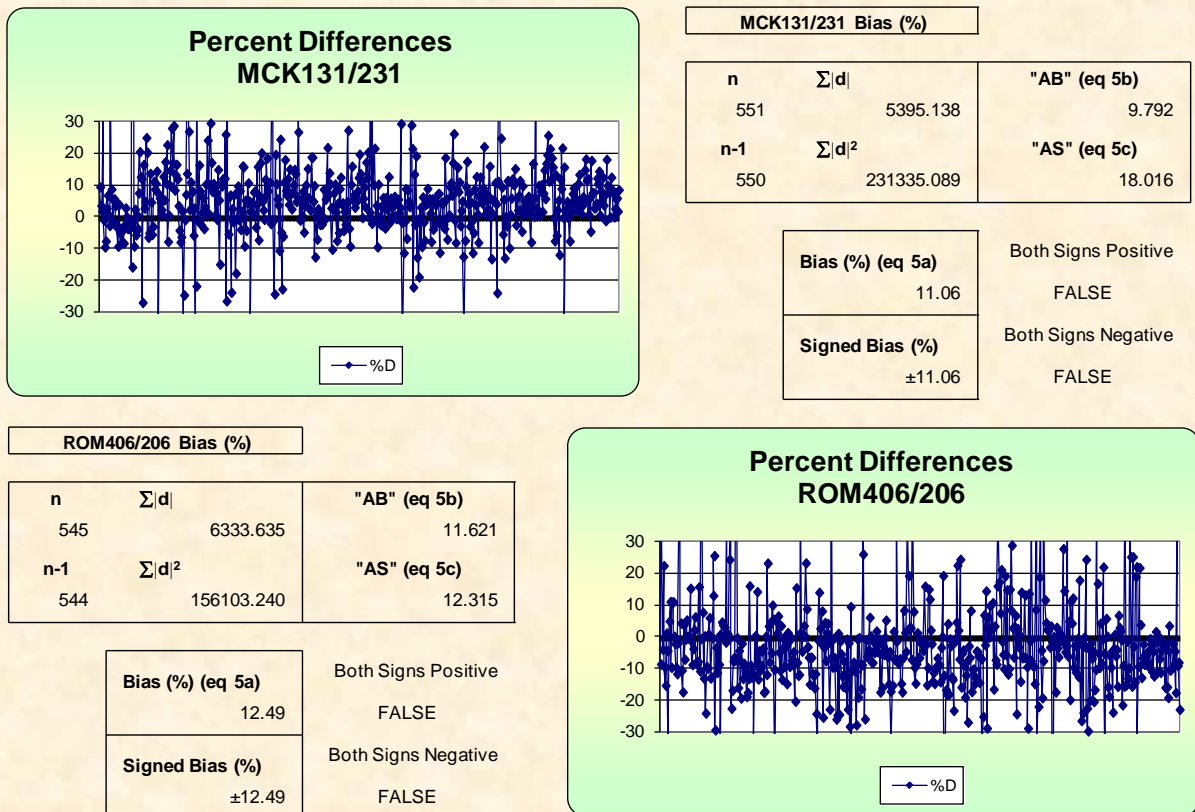 Percent Differences
MCK131/231
30
20
10
0
-10
-20
-30
%D
MCK131/231 Bias (%)
n Σ|d| "AB" (eq 5b)
551 5395.138 9.792
n-1 Σ|d|² "AS" (eq 5c)
550 231335.089 18.016
Bias (%) (eq 5a) Both Signs Positive
11.06 FALSE
Signed Bias (%) Both Signs Negative
±11.06 FALSE
ROM406/206 Bias (%)
n Σ|d| "AB" (eq 5b)
545 6333.635 11.621
n-1 Σ|d|² "AS" (eq 5c)
544 156103.240 12.315
Bias (%) (eq 5a) Both Signs Positive
12.49 FALSE
Signed Bias (%) Both Signs Negative
±12.49 FALSE
Percent Differences
ROM406/206
30
20
10
0
-10
-20
-30
%D